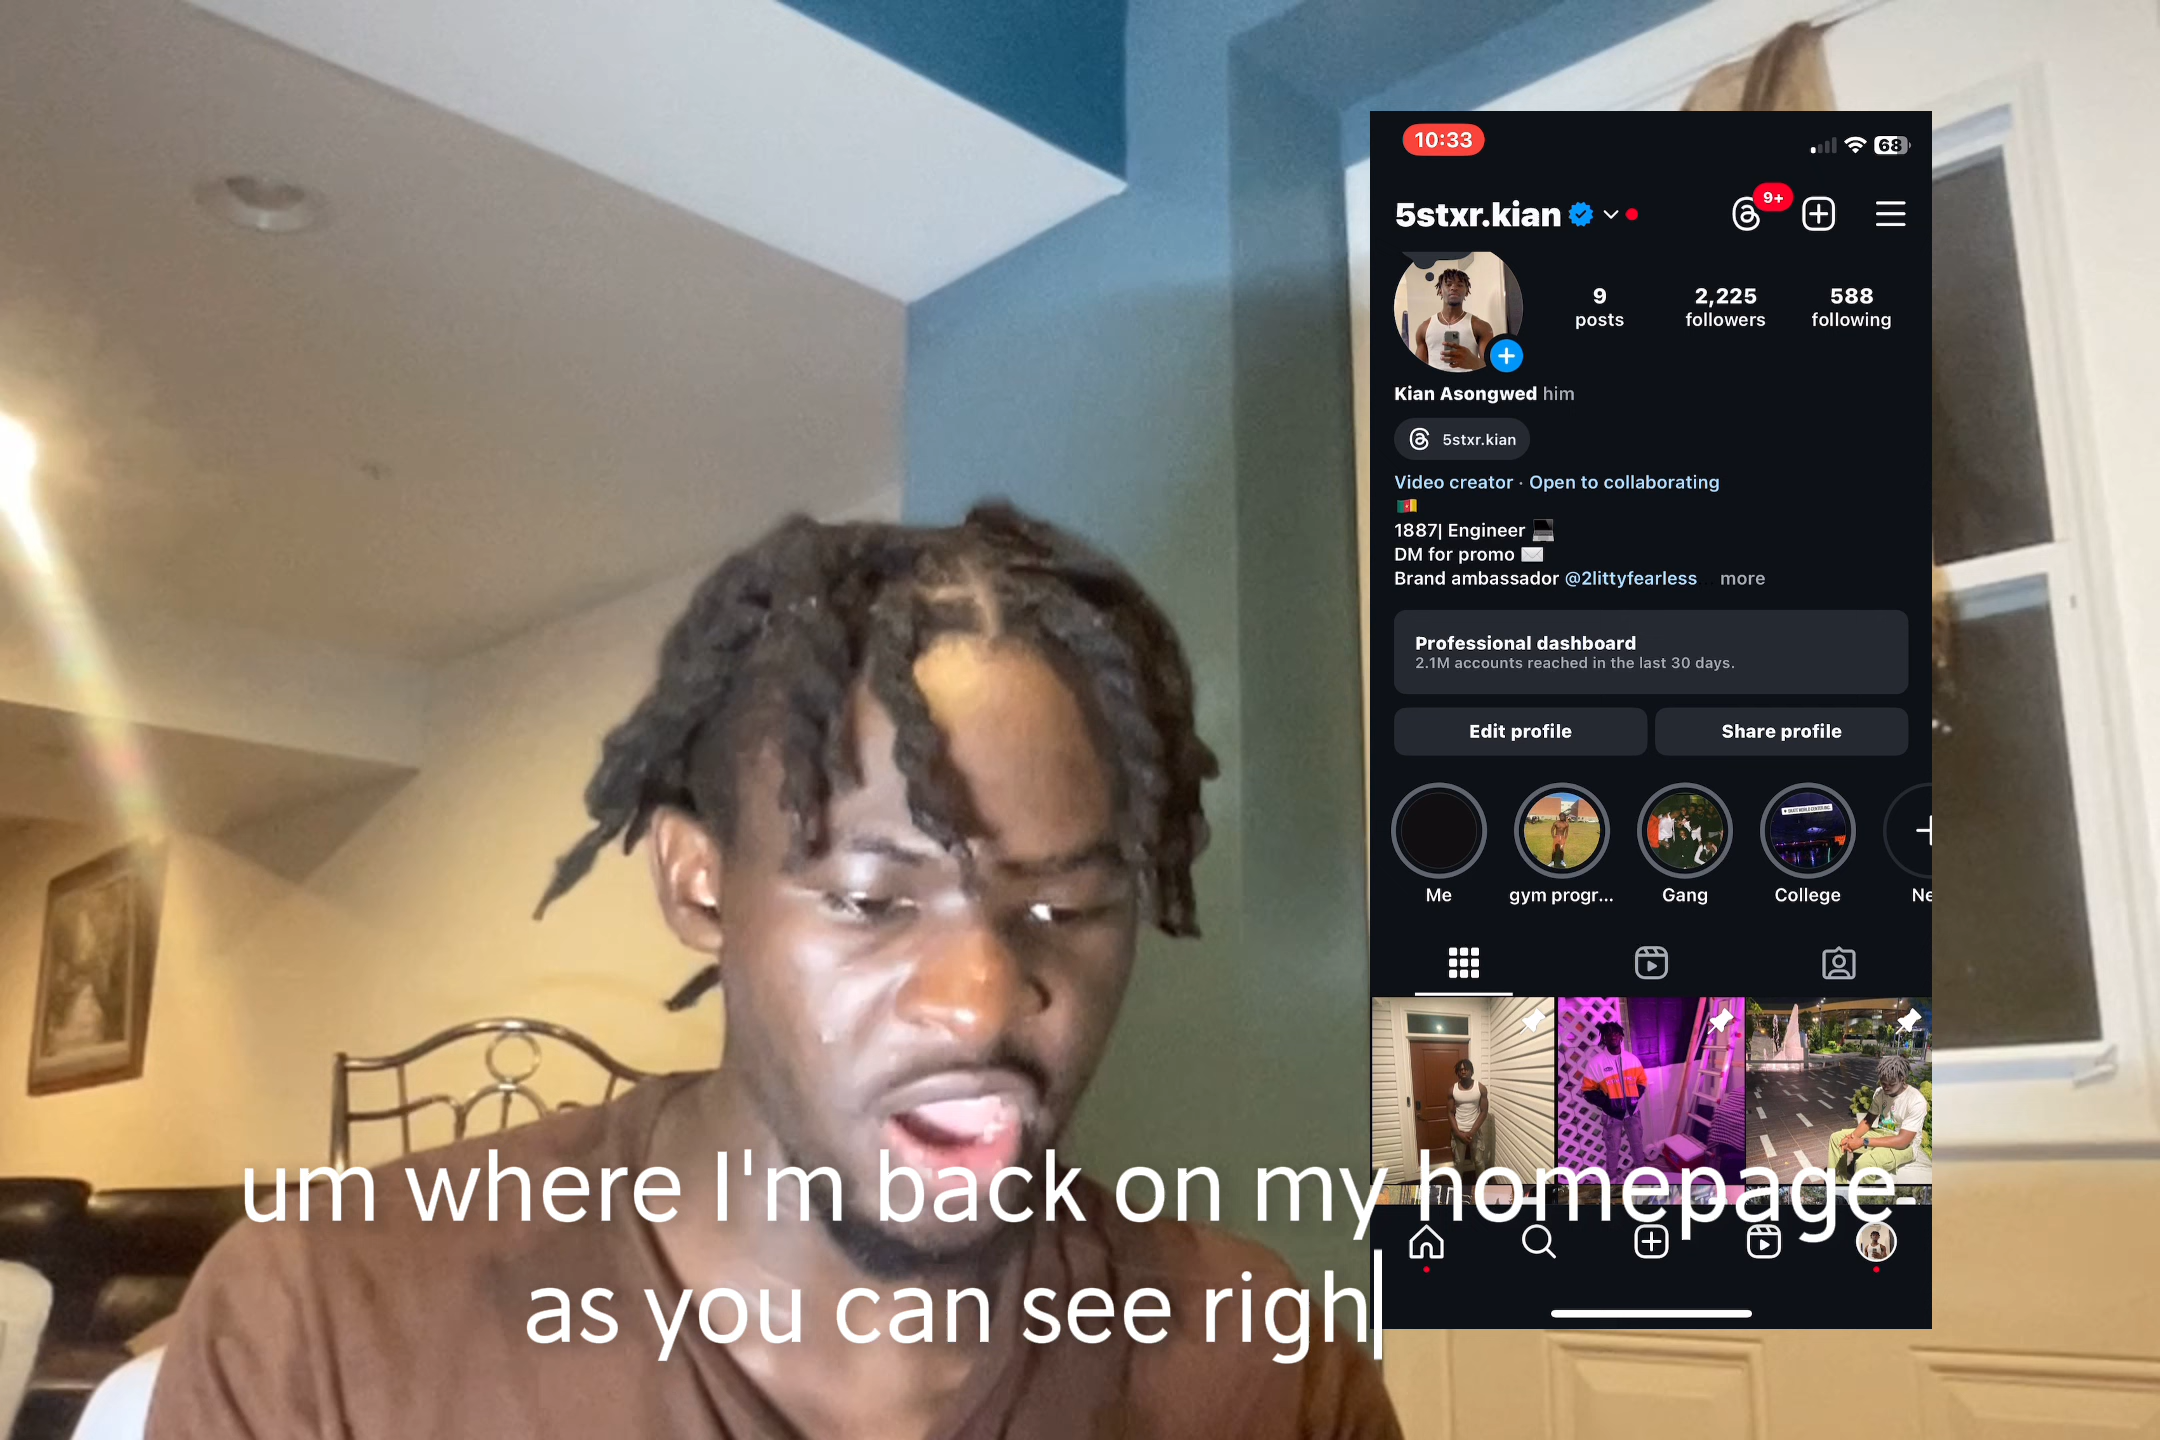 10:33
68
5stxr.kian
9+
9
posts
2,225
followers
588
following
Kian Asongwed him
5stxr.kian
Video creator · Open to collaborating
1887| Engineer
DM for promo
Brand ambassador @2littyfearless
more
Professional dashboard
2.1M accounts reached in the last 30 days.
Edit profile
Share profile
Me
gym progr...
Gang
College
Ne
um where I'm back on my homepage
as you can see righ